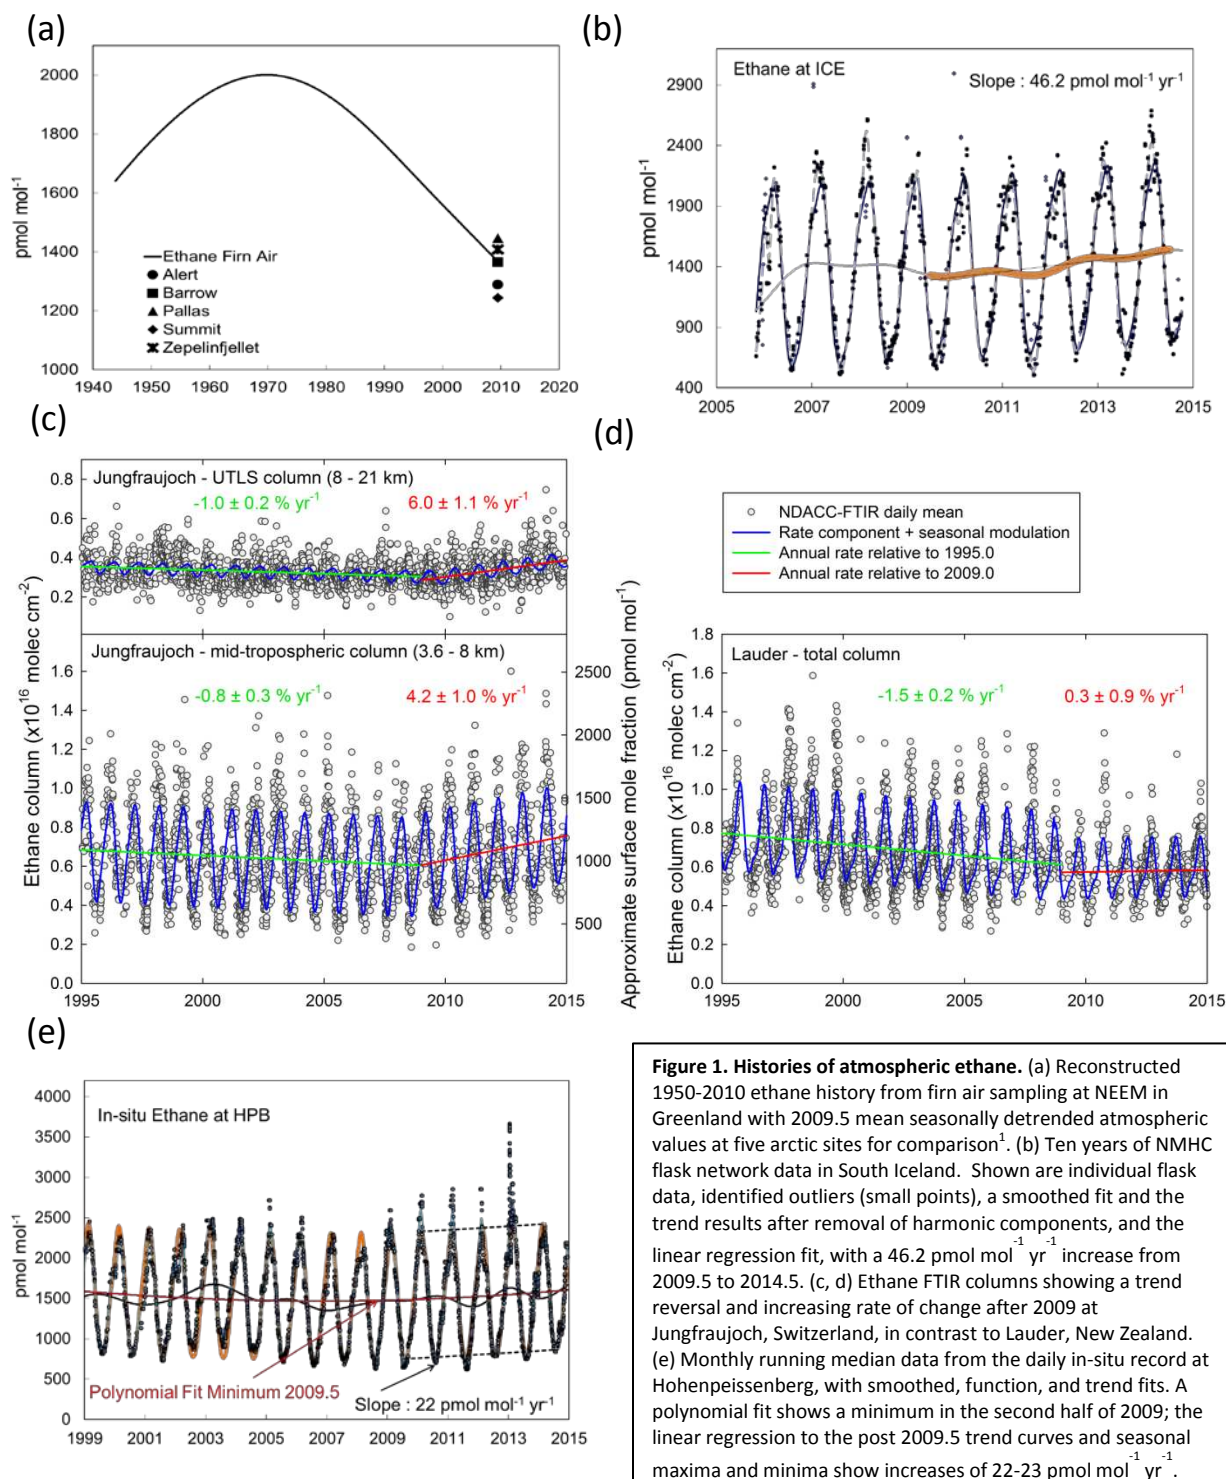 (a)
2000
1800
1600
1400
1200
1000
pmol mol⁻¹
Ethane Firn Air
Alert
Barrow
Pallas
Summit
Zepelinfjellet
1940 1950 1960 1970 1980 1990 2000 2010 2020
(b)
Ethane at ICE
Slope : 46.2 pmol mol⁻¹ yr⁻¹
2900
2400
1900
1400
900
400
pmol mol⁻¹
2005 2007 2009 2011 2013 2015
(c)
Jungfraujoch - UTLS column (8 - 21 km)
-1.0 ± 0.2 % yr⁻¹ 6.0 ± 1.1 % yr⁻¹
0.8
0.6
0.4
0.2
Jungfraujoch - mid-tropospheric column (3.6 - 8 km)
-0.8 ± 0.3 % yr⁻¹ 4.2 ± 1.0 % yr⁻¹
1.6
1.4
1.2
1.0
0.8
0.6
0.4
0.2
0.0
Ethane column (x10¹⁶ molec cm⁻²)
2500
2000
1500
1000
500
Approximate surface mole fraction (pmol mol⁻¹)
1995 2000 2005 2010 2015
(d)
NDACC-FTIR daily mean
Rate component + seasonal modulation
Annual rate relative to 1995.0
Annual rate relative to 2009.0
Lauder - total column
-1.5 ± 0.2 % yr⁻¹ 0.3 ± 0.9 % yr⁻¹
1.8
1.6
1.4
1.2
1.0
0.8
0.6
0.4
0.2
0.0
Ethane column (x10¹⁶ molec cm⁻²)
1995 2000 2005 2010 2015
(e)
In-situ Ethane at HPB
4000
3500
3000
2500
2000
1500
1000
500
0
pmol mol⁻¹
Polynomial Fit Minimum 2009.5
Slope : 22 pmol mol⁻¹ yr⁻¹
1999 2001 2003 2005 2007 2009 2011 2013 2015
Figure 1. Histories of atmospheric ethane. (a) Reconstructed
1950-2010 ethane history from firn air sampling at NEEM in
Greenland with 2009.5 mean seasonally detrended atmospheric
values at five arctic sites for comparison¹. (b) Ten years of NMHC
flask network data in South Iceland. Shown are individual flask
data, identified outliers (small points), a smoothed fit and the
trend results after removal of harmonic components, and the
linear regression fit, with a 46.2 pmol mol⁻¹ yr⁻¹ increase from
2009.5 to 2014.5. (c, d) Ethane FTIR columns showing a trend
reversal and increasing rate of change after 2009 at
Jungfraujoch, Switzerland, in contrast to Lauder, New Zealand.
(e) Monthly running median data from the daily in-situ record at
Hohenpeissenberg, with smoothed, function, and trend fits. A
polynomial fit shows a minimum in the second half of 2009; the
linear regression to the post 2009.5 trend curves and seasonal
maxima and minima show increases of 22-23 pmol mol⁻¹ yr⁻¹.